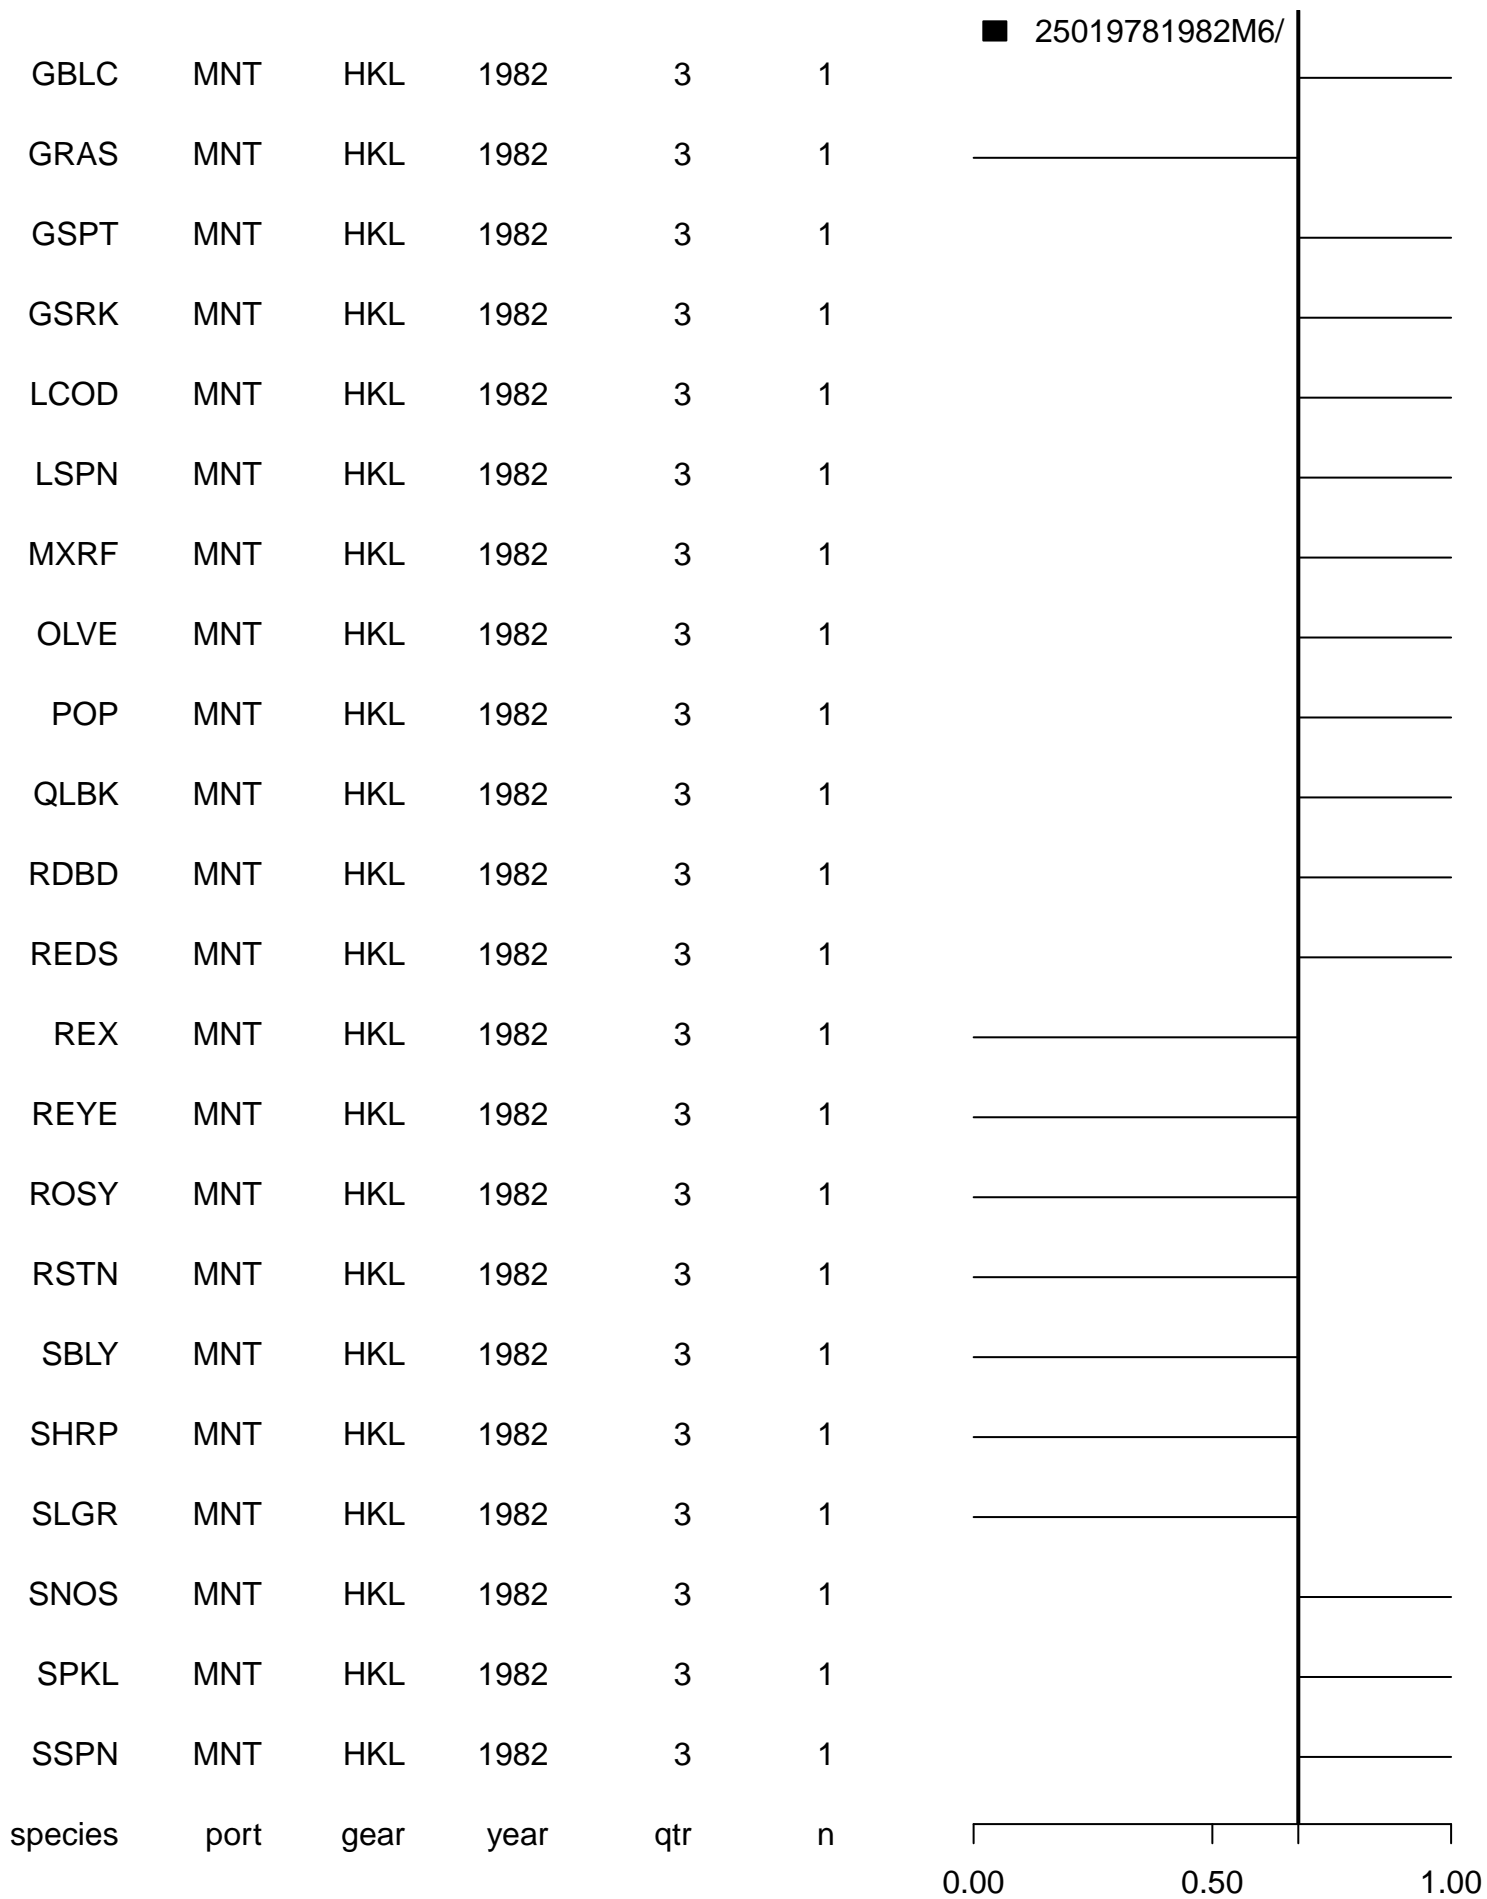 25019781982M6/
GBLC MNT HKL 1982 3 1
GRAS MNT HKL 1982 3 1
GSPT MNT HKL 1982 3 1
GSRK MNT HKL 1982 3 1
LCOD MNT HKL 1982 3 1
LSPN MNT HKL 1982 3 1
MXRF MNT HKL 1982 3 1
OLVE MNT HKL 1982 3 1
POP MNT HKL 1982 3 1
QLBK MNT HKL 1982 3 1
RDBD MNT HKL 1982 3 1
REDS MNT HKL 1982 3 1
REX MNT HKL 1982 3 1
REYE MNT HKL 1982 3 1
ROSY MNT HKL 1982 3 1
RSTN MNT HKL 1982 3 1
SBLY MNT HKL 1982 3 1
SHRP MNT HKL 1982 3 1
SLGR MNT HKL 1982 3 1
SNOS MNT HKL 1982 3 1
SPKL MNT HKL 1982 3 1
SSPN MNT HKL 1982 3 1
species port gear year qtr n
0.00 0.50 1.00